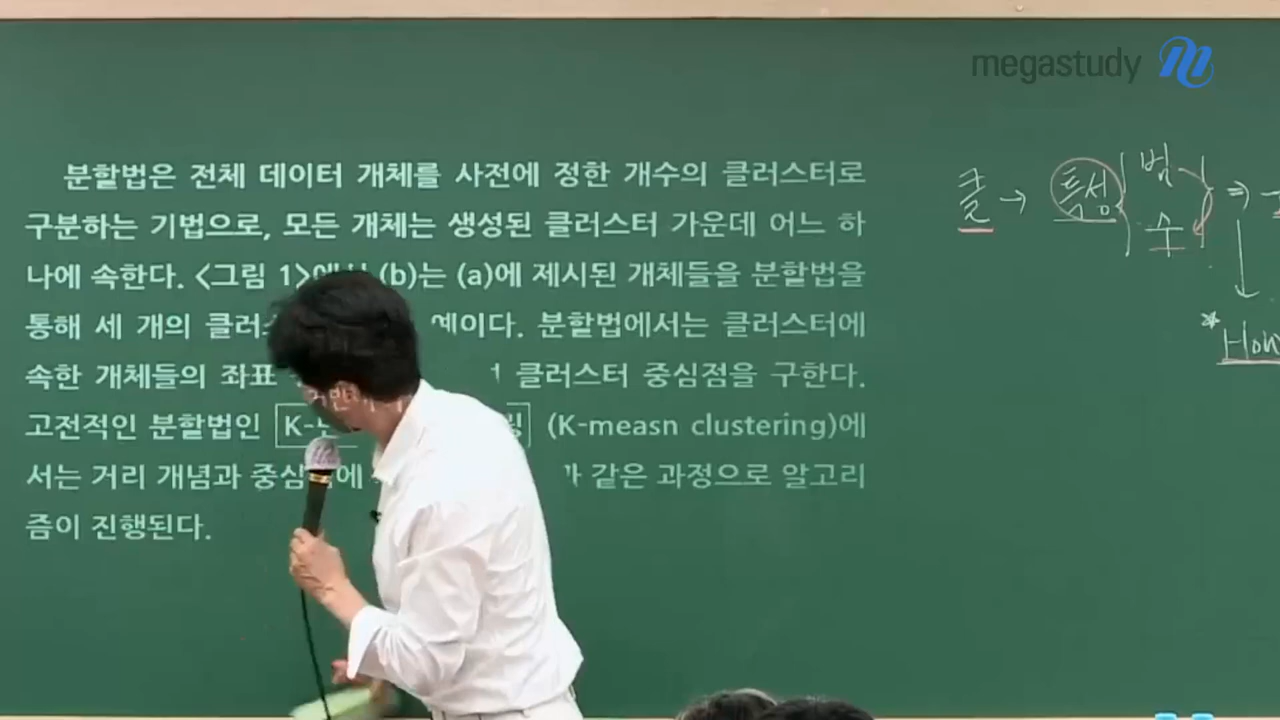 megastudy
분할법은 전체 데이터 개체를 사전에 정한 개수의 클러스터로
구분하는 기법으로, 모든 개체는 생성된 클러스터 가운데 어느 하
나에 속한다. <그림 1> (b)는 (a)에 제시된 개체들을 분할법을
통해 세 개의 예이다. 분할법에서는 클러스터에
속한 개체들의 좌표 클러스터 중심점을 구한다.
고전적인 분할법인 K- (K-measn clustering)에
서는 거리 개념과 같은 과정으로 알고리
즘이 진행된다.
클 → 특성 범 ⇒
수
* How